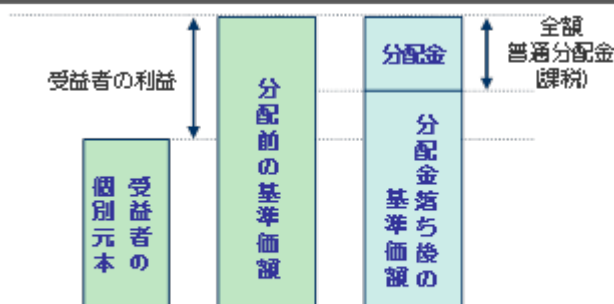 全額
普通分配金
(課税)
分配金
受益者の利益
分配前の基準価額
分配金落ち後の
基準価額
受益者の
個別元本